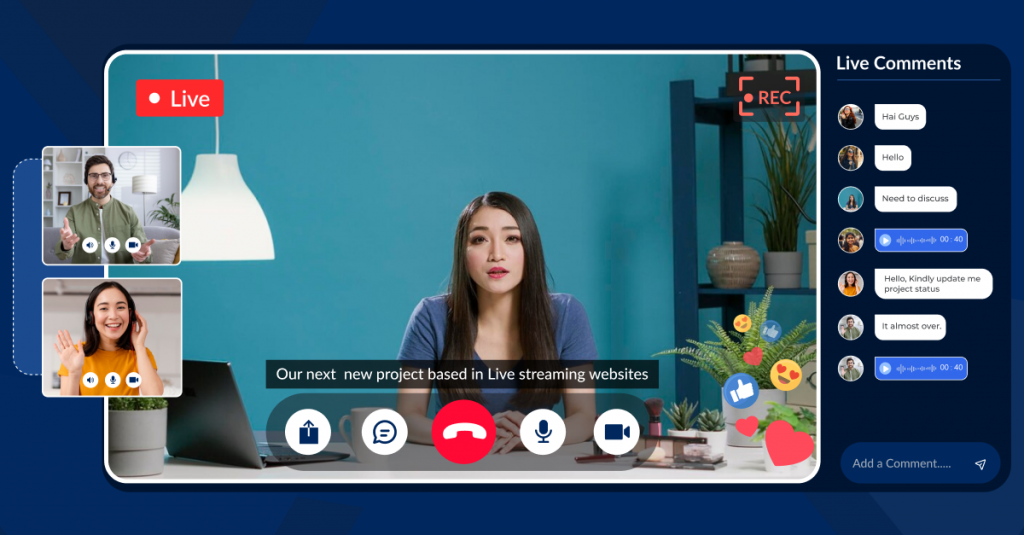 Live
REC
Our next  new project based in Live streaming websites
Live Comments
Hai Guys
Hello
Need to discuss
00 : 40
Hello, Kindly update me
project status
It almost over.
00 : 40
Add a Comment.....